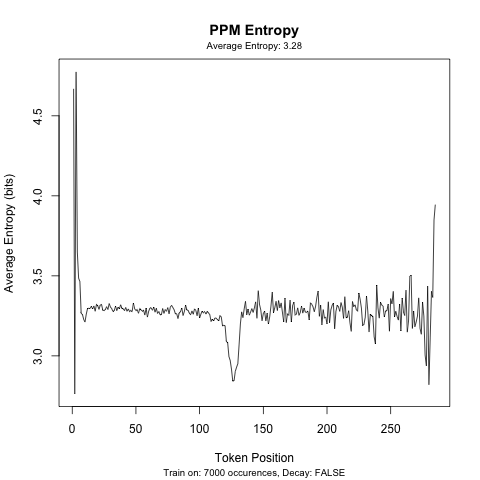 PPM Entropy
Average Entropy: 3.28
Average Entropy (bits)
4.5
4.0
3.5
3.0
0 50 100 150 200 250
Token Position
Train on: 7000 occurences, Decay: FALSE